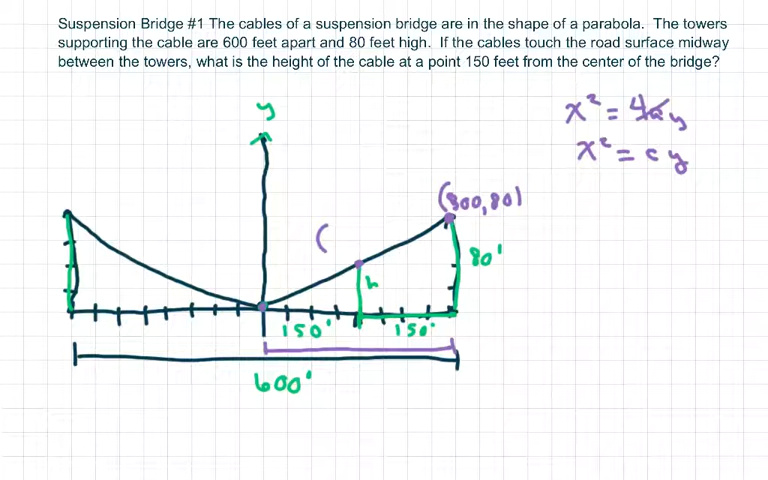 Suspension Bridge #1 The cables of a suspension bridge are in the shape of a parabola. The towers
supporting the cable are 600 feet apart and 80 feet high. If the cables touch the road surface midway
between the towers, what is the height of the cable at a point 150 feet from the center of the bridge?
x² = 4ay
x² = cy
y
(300,80)
(
80'
h
150'
150'
600'